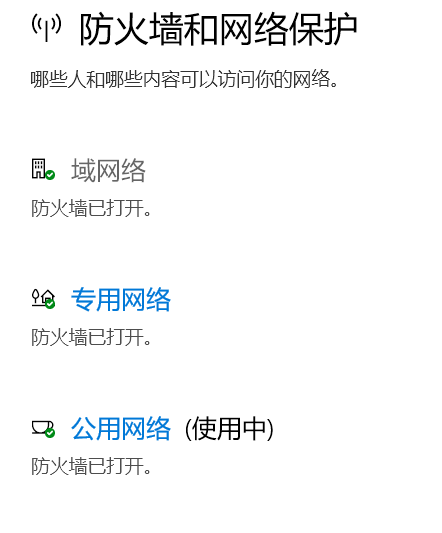 防火墙和网络保护
哪些人和哪些内容可以访问你的网络。
域网络
防火墙已打开。
专用网络
防火墙已打开。
公用网络 (使用中)
防火墙已打开。